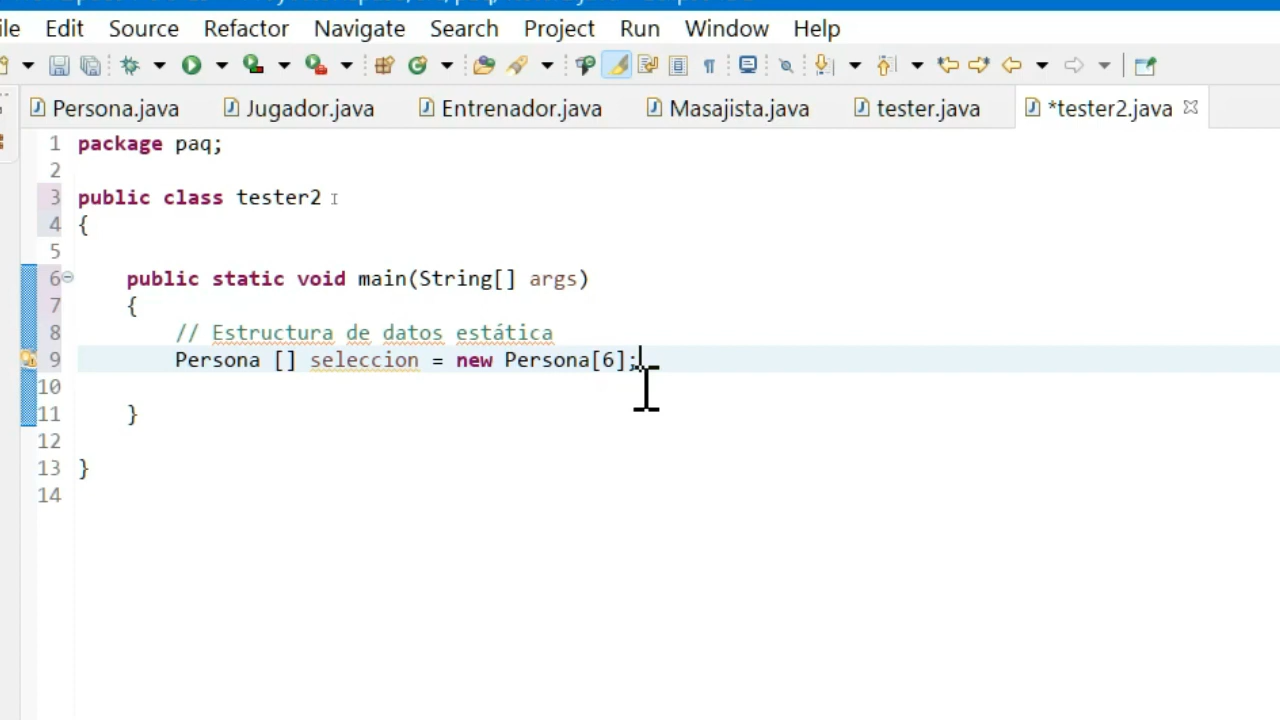 ile Edit Source Refactor Navigate Search Project Run Window Help
Persona.java Jugador.java Entrenador.java Masajista.java tester.java *tester2.java
1 package paq;
2
3 public class tester2
4 {
5
6 public static void main(String[] args)
7 {
8 // Estructura de datos estática
9 Persona [] seleccion = new Persona[6];
10
11 }
12
13 }
14